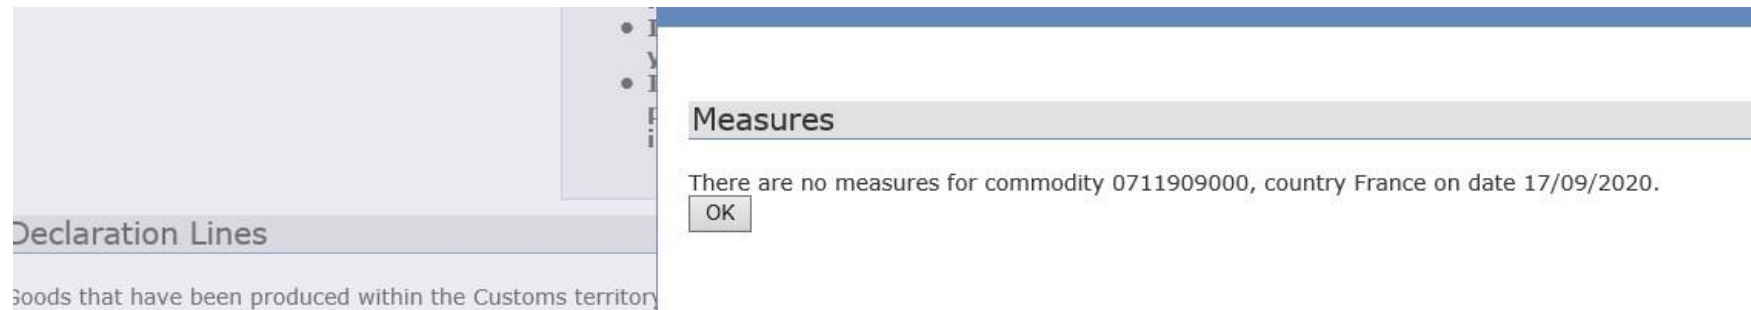 Measures
There are no measures for commodity 0711909000, country France on date 17/09/2020.
OK
Declaration Lines
Goods that have been produced within the Customs territory